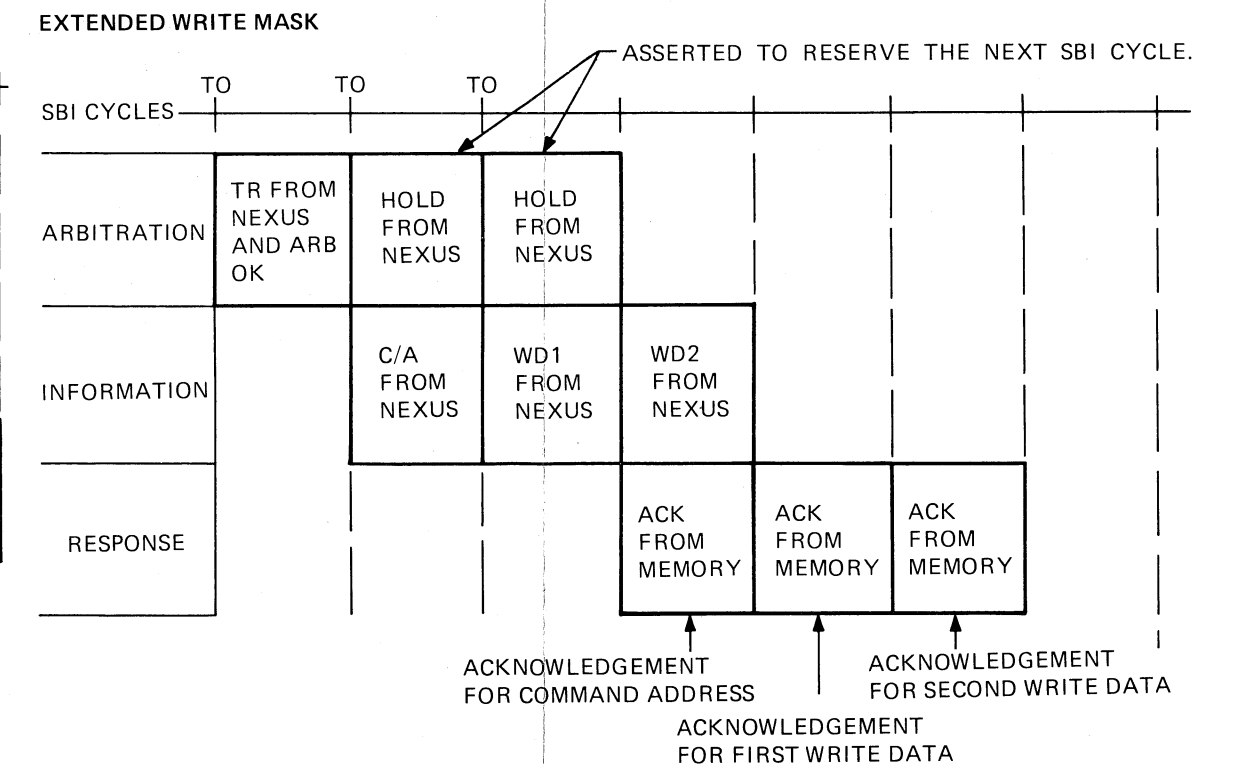 EXTENDED WRITE MASK
ASSERTED TO RESERVE THE NEXT SBI CYCLE.
TO TO TO
SBI CYCLES
ARBITRATION
TR FROM
NEXUS
AND ARB
OK
HOLD
FROM
NEXUS
HOLD
FROM
NEXUS
INFORMATION
C/A
FROM
NEXUS
WD1
FROM
NEXUS
WD2
FROM
NEXUS
RESPONSE
ACK
FROM
MEMORY
ACK
FROM
MEMORY
ACK
FROM
MEMORY
ACKNOWLEDGEMENT
FOR COMMAND ADDRESS
ACKNOWLEDGEMENT
FOR FIRST WRITE DATA
ACKNOWLEDGEMENT
FOR SECOND WRITE DATA